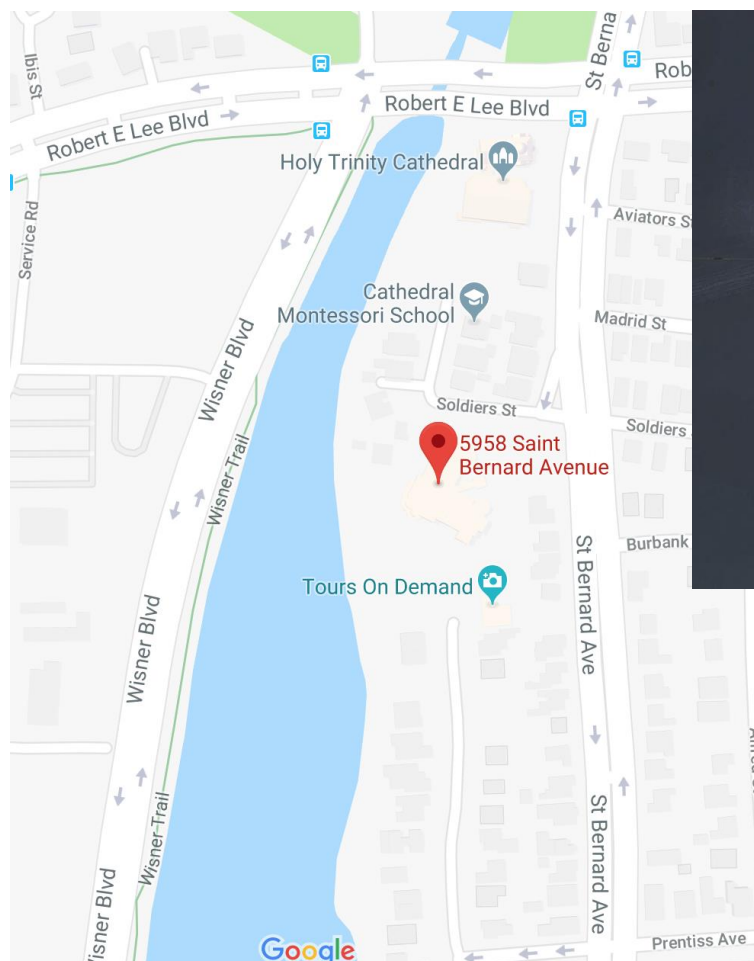 Ibis St
St Berna
Rob
Robert E Lee Blvd
Robert E Lee Blvd
Holy Trinity Cathedral
Service Rd
Aviators S
Cathedral
Montessori School
Madrid St
Wisner Blvd
Soldiers St
Soldiers
5958 Saint
Bernard Avenue
Wisner Trail
Burbank
St Bernard Ave
Tours On Demand
Wisner Blvd
Wisner Trail
St Bernard Ave
isner Blvd
Prentiss Ave
Google